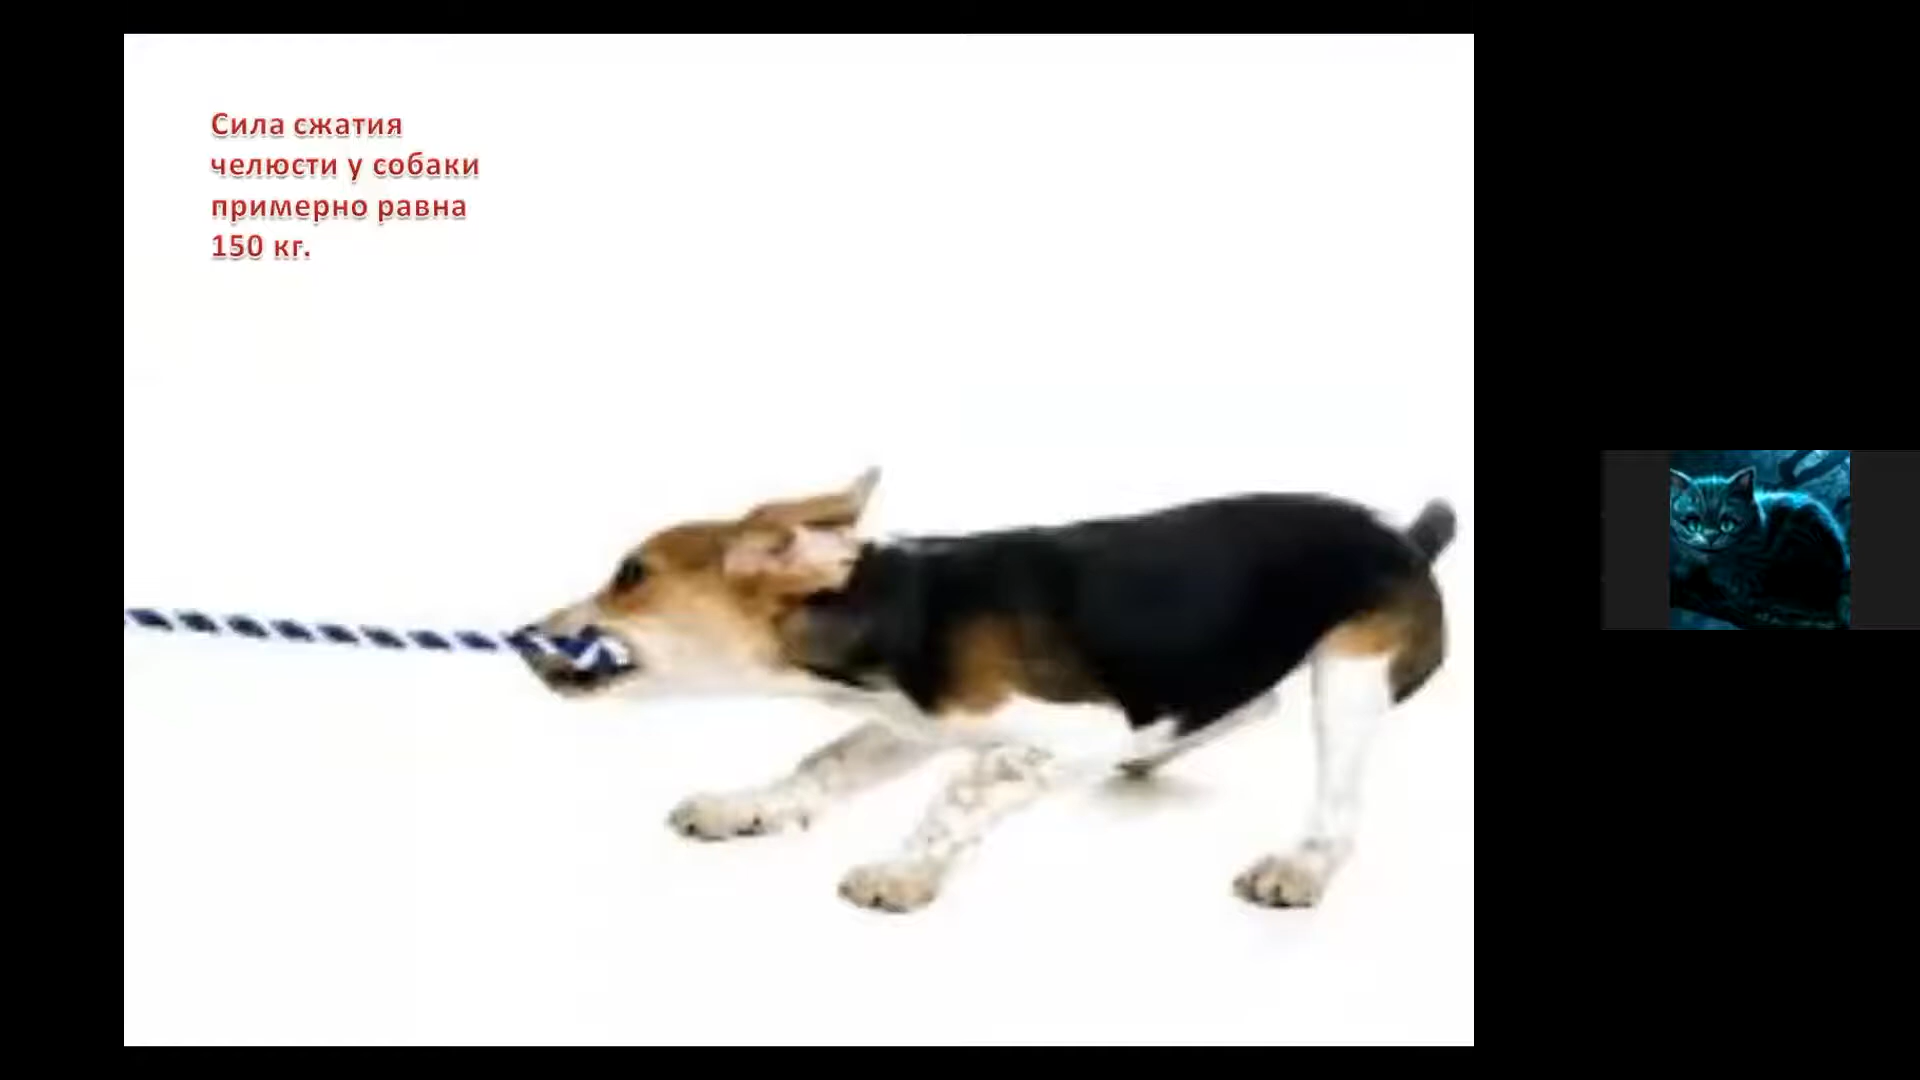 Сила сжатия
челюсти у собаки
примерно равна
150 кг.